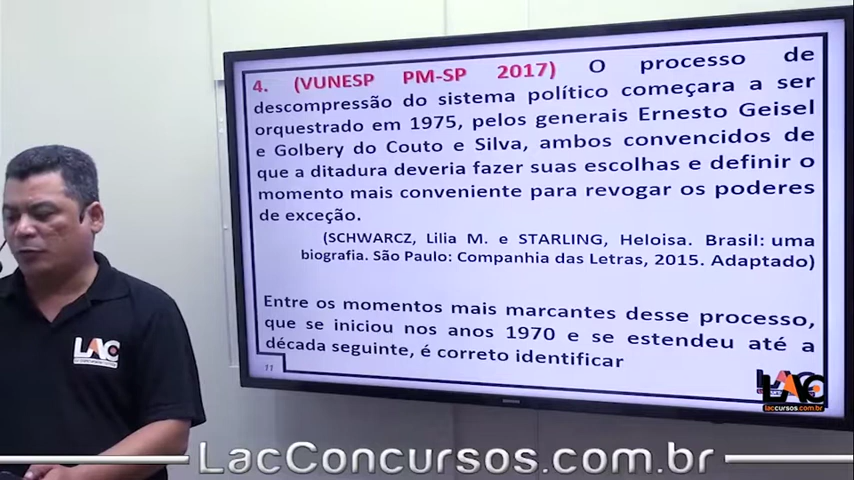 4. (VUNESP PM-SP 2017) O processo de
descompressão do sistema político começara a ser
orquestrado em 1975, pelos generais Ernesto Geisel
e Golbery do Couto e Silva, ambos convencidos de
que a ditadura deveria fazer suas escolhas e definir o
momento mais conveniente para revogar os poderes
de exceção.
(SCHWARCZ, Lilia M. e STARLING, Heloisa. Brasil: uma
biografia. São Paulo: Companhia das Letras, 2015. Adaptado)
Entre os momentos mais marcantes desse processo,
que se iniciou nos anos 1970 e se estendeu até a
década seguinte, é correto identificar
11
LAC
LAC
CONCURSOS
www.lacconcursos.com.br
LacConcursos.com.br